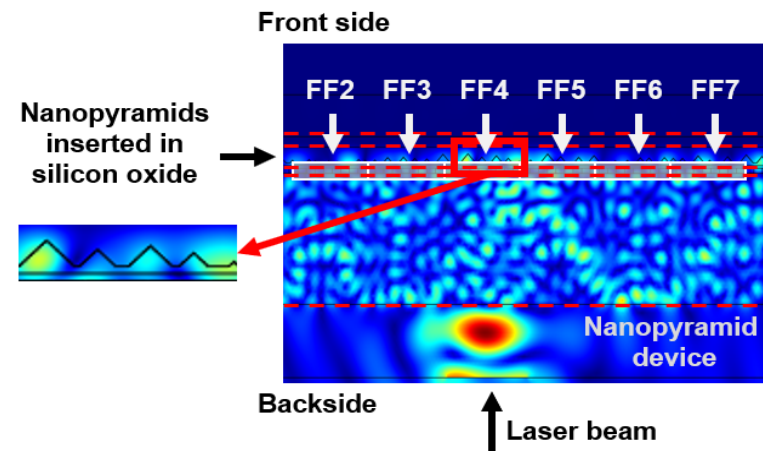 Front side
FF2 FF3 FF4 FF5 FF6 FF7
Nanopyramids
inserted in
silicon oxide
Nanopyramid
device
Backside
Laser beam